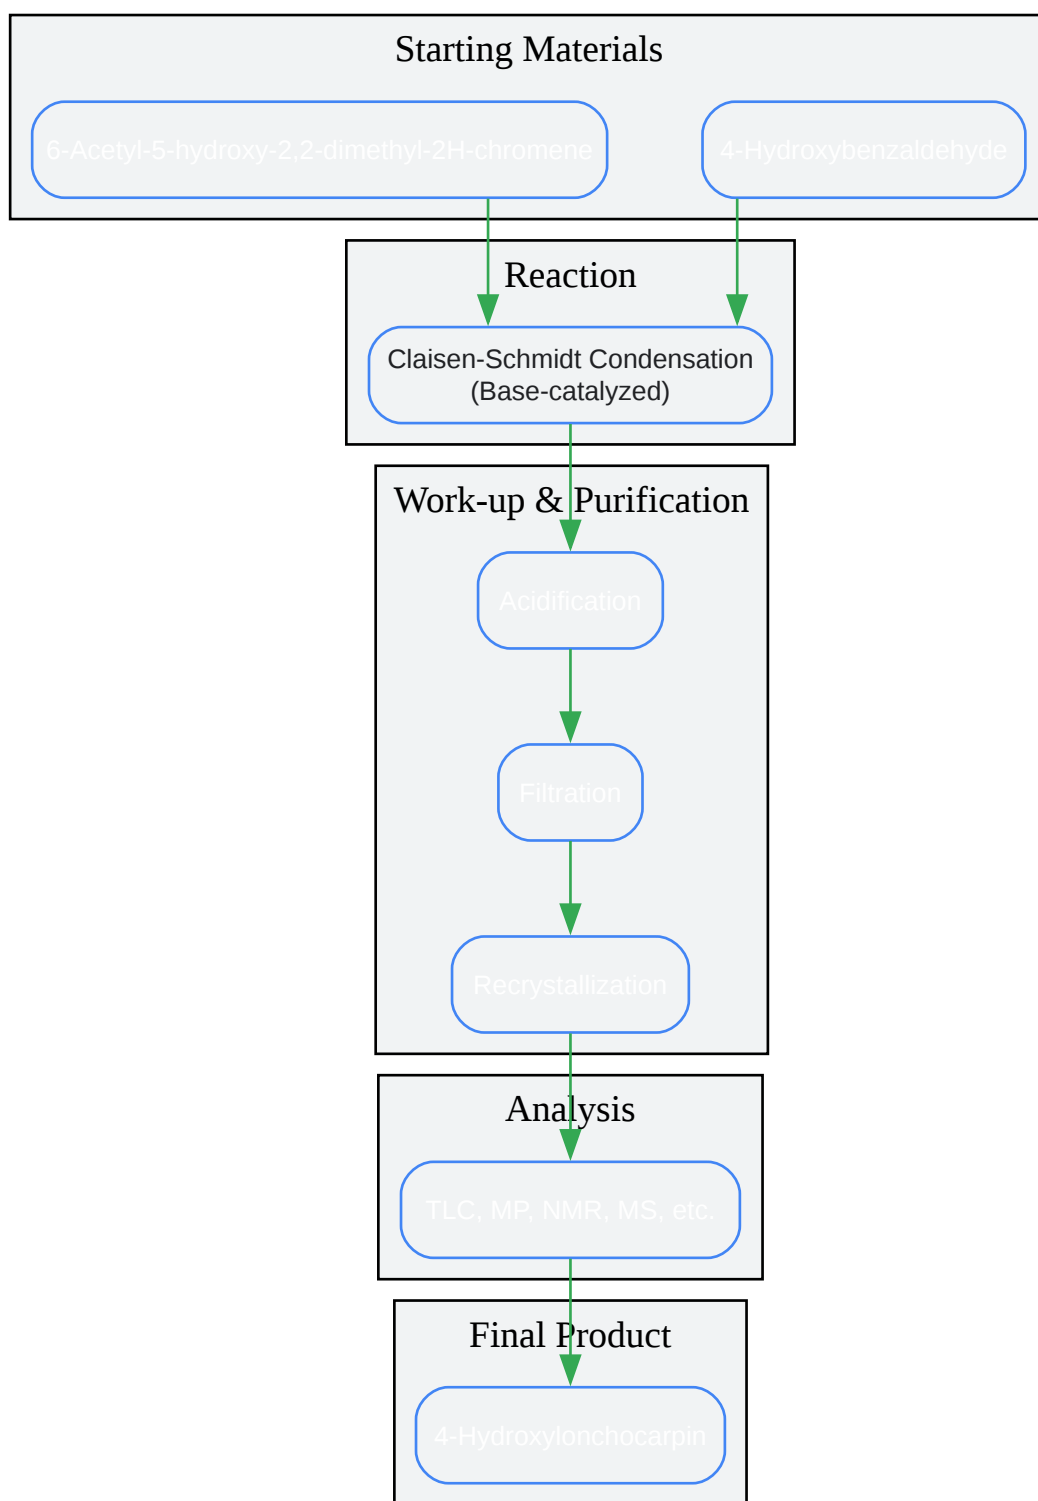 Starting Materials
6-Acetyl-5-hydroxy-2,2-dimethyl-2H-chromene
4-Hydroxybenzaldehyde
Reaction
Claisen-Schmidt Condensation
(Base-catalyzed)
Work-up & Purification
Acidification
Filtration
Recrystallization
Analysis
TLC, MP, NMR, MS, etc.
Final Product
4-Hydroxylonchocarpin